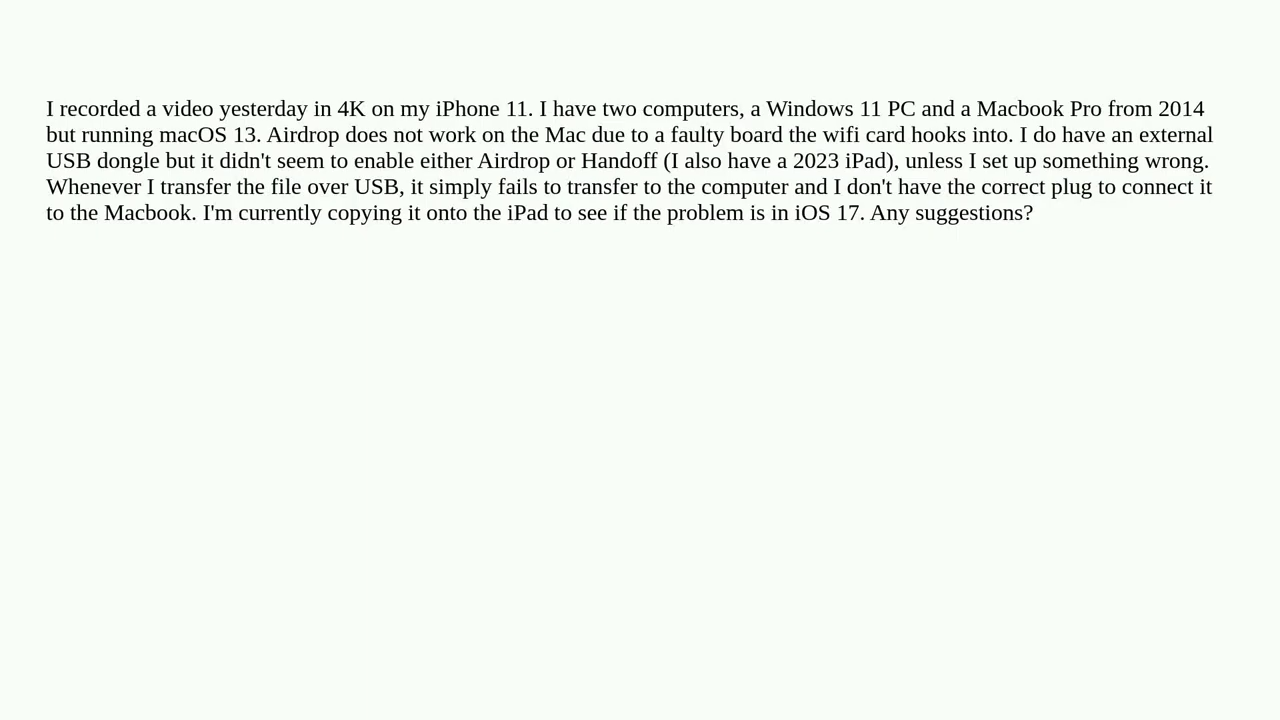 I recorded a video yesterday in 4K on my iPhone 11. I have two computers, a Windows 11 PC and a Macbook Pro from 2014
but running macOS 13. Airdrop does not work on the Mac due to a faulty board the wifi card hooks into. I do have an external
USB dongle but it didn't seem to enable either Airdrop or Handoff (I also have a 2023 iPad), unless I set up something wrong.
Whenever I transfer the file over USB, it simply fails to transfer to the computer and I don't have the correct plug to connect it
to the Macbook. I'm currently copying it onto the iPad to see if the problem is in iOS 17. Any suggestions?